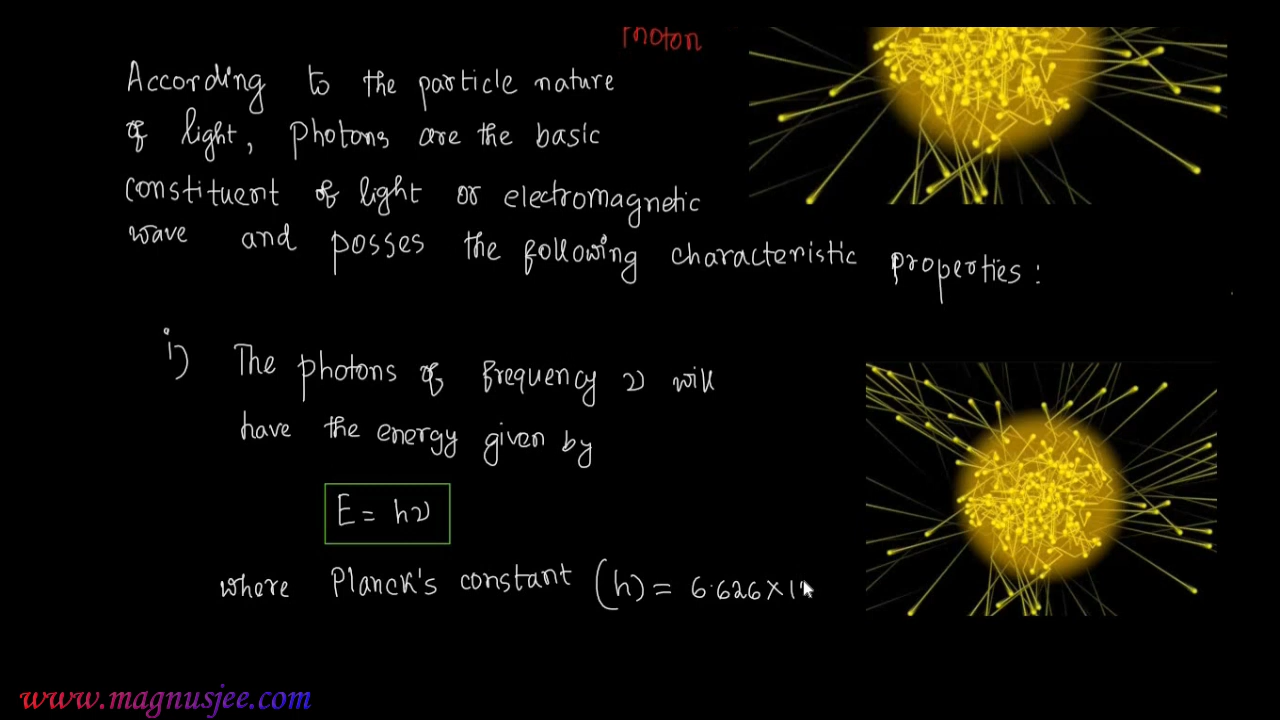 Photon
According to the particle nature
of light, photons are the basic
constituent of light or electromagnetic
wave and posses the following characteristic properties:
i) The photons of frequency ν will
have the energy given by
E = hν
where Planck's constant (h) = 6.626×1
www.magnusjee.com